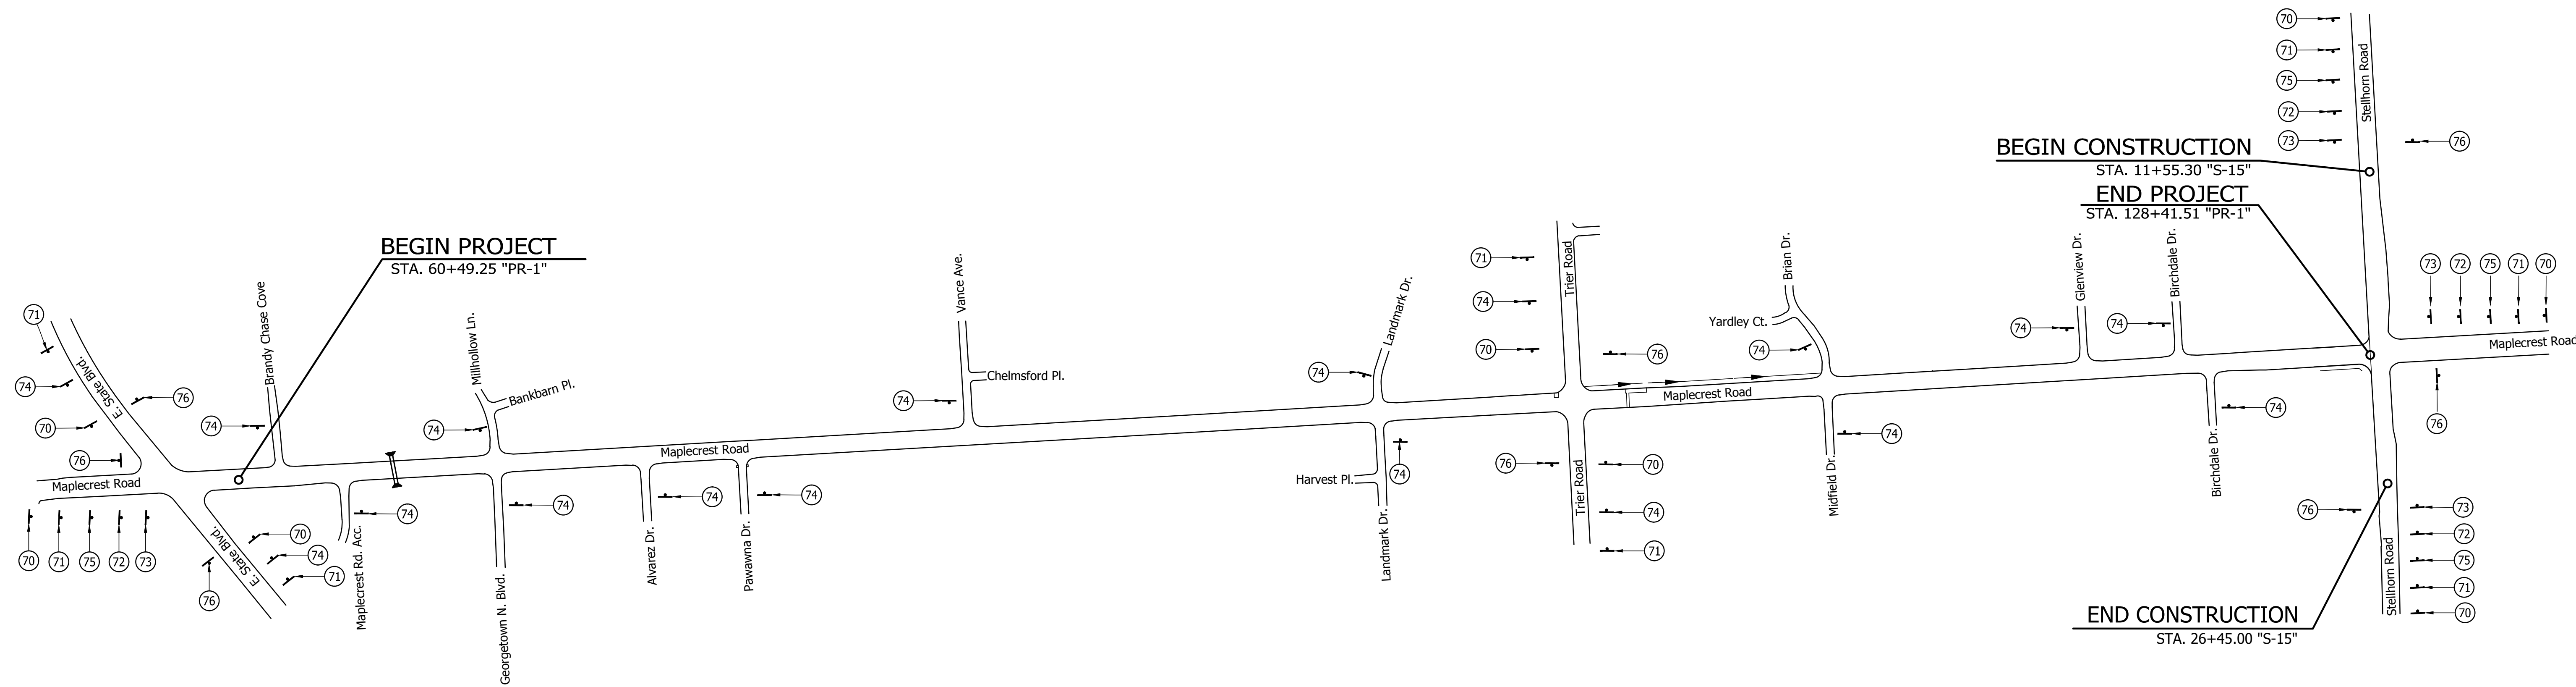 70
71
75
72
73
Stellhorn Road
76
BEGIN CONSTRUCTION
STA. 11+55.30 "S-15"
END PROJECT
STA. 128+41.51 "PR-1"
BEGIN PROJECT
STA. 60+49.25 "PR-1"
71
E. State Blvd.
74
76
70
76
Maplecrest Road
70
71
75
72
73
E. State Blvd.
70
74
71
76
Brandy Chase Cove
74
Maplecrest Rd. Acc.
74
Millhollow Ln.
Bankbarn Pl.
74
Georgetown N. Blvd.
74
Maplecrest Road
Alvarez Dr.
74
Pawawna Dr.
74
Vance Ave.
Chelmsford Pl.
74
Landmark Dr.
74
Harvest Pl.
74
Landmark Dr.
71
74
70
Trier Road
76
76
Trier Road
70
74
71
Maplecrest Road
Brian Dr.
Yardley Ct.
74
Midfield Dr.
74
Glenview Dr.
74
Birchdale Dr.
74
Birchdale Dr.
74
73
72
75
71
70
Maplecrest Road
76
76
Stellhorn Road
73
72
75
71
70
END CONSTRUCTION
STA. 26+45.00 "S-15"